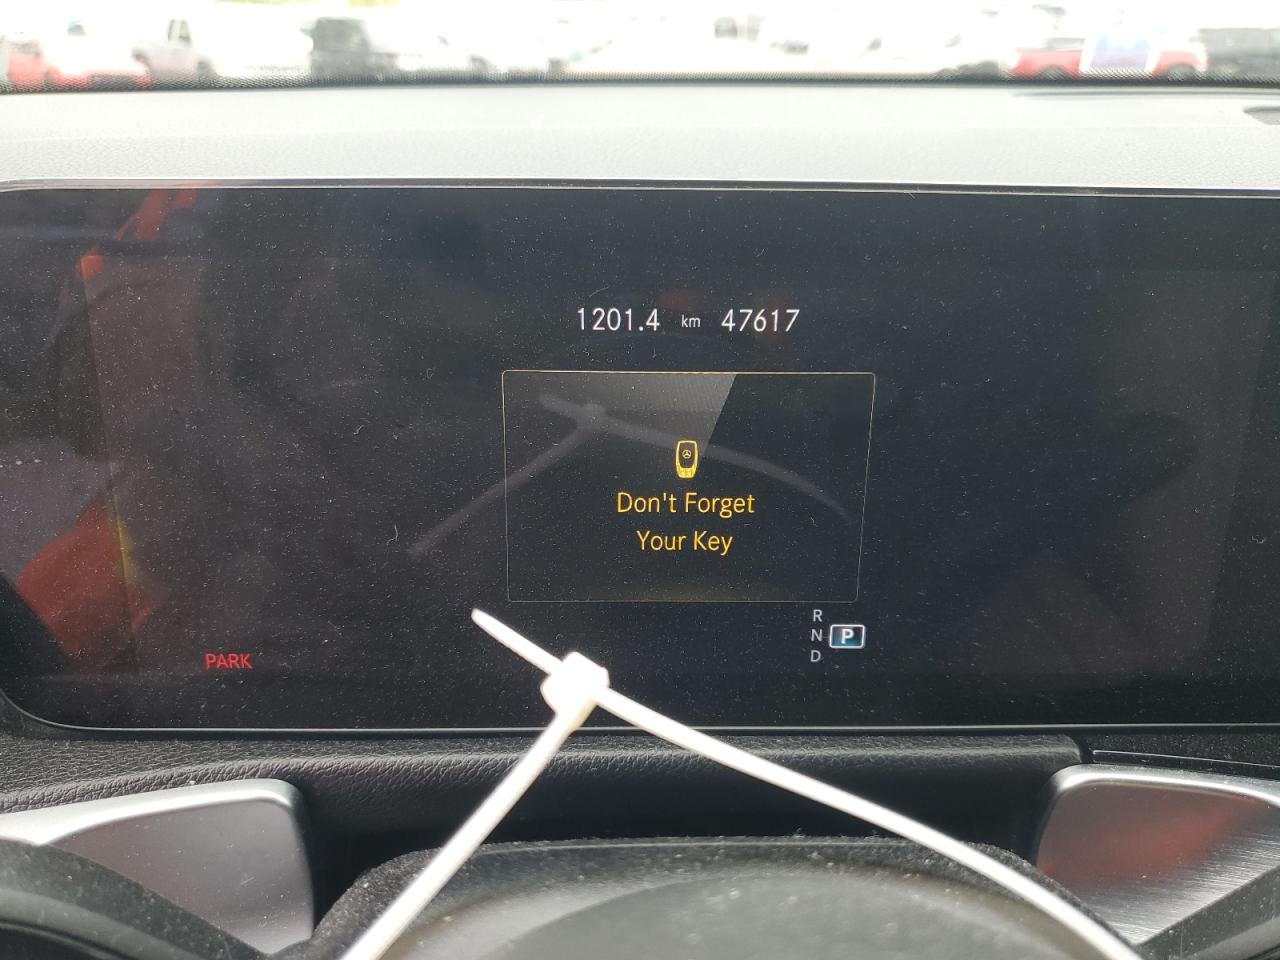 1201.4 km 47617
Don't Forget
Your Key
R
N P
D
PARK